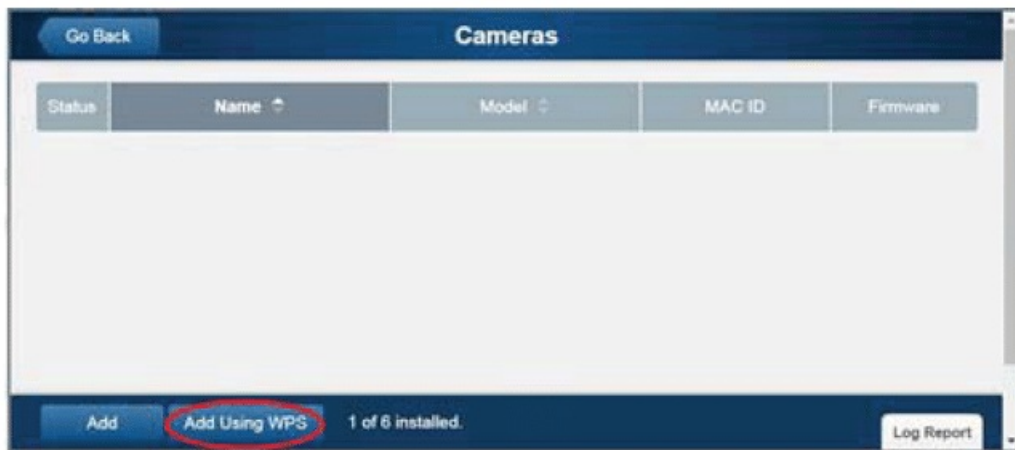 Go Back
Cameras
Status Name Model MAC ID Firmware
Add Add Using WPS 1 of 6 installed. Log Report